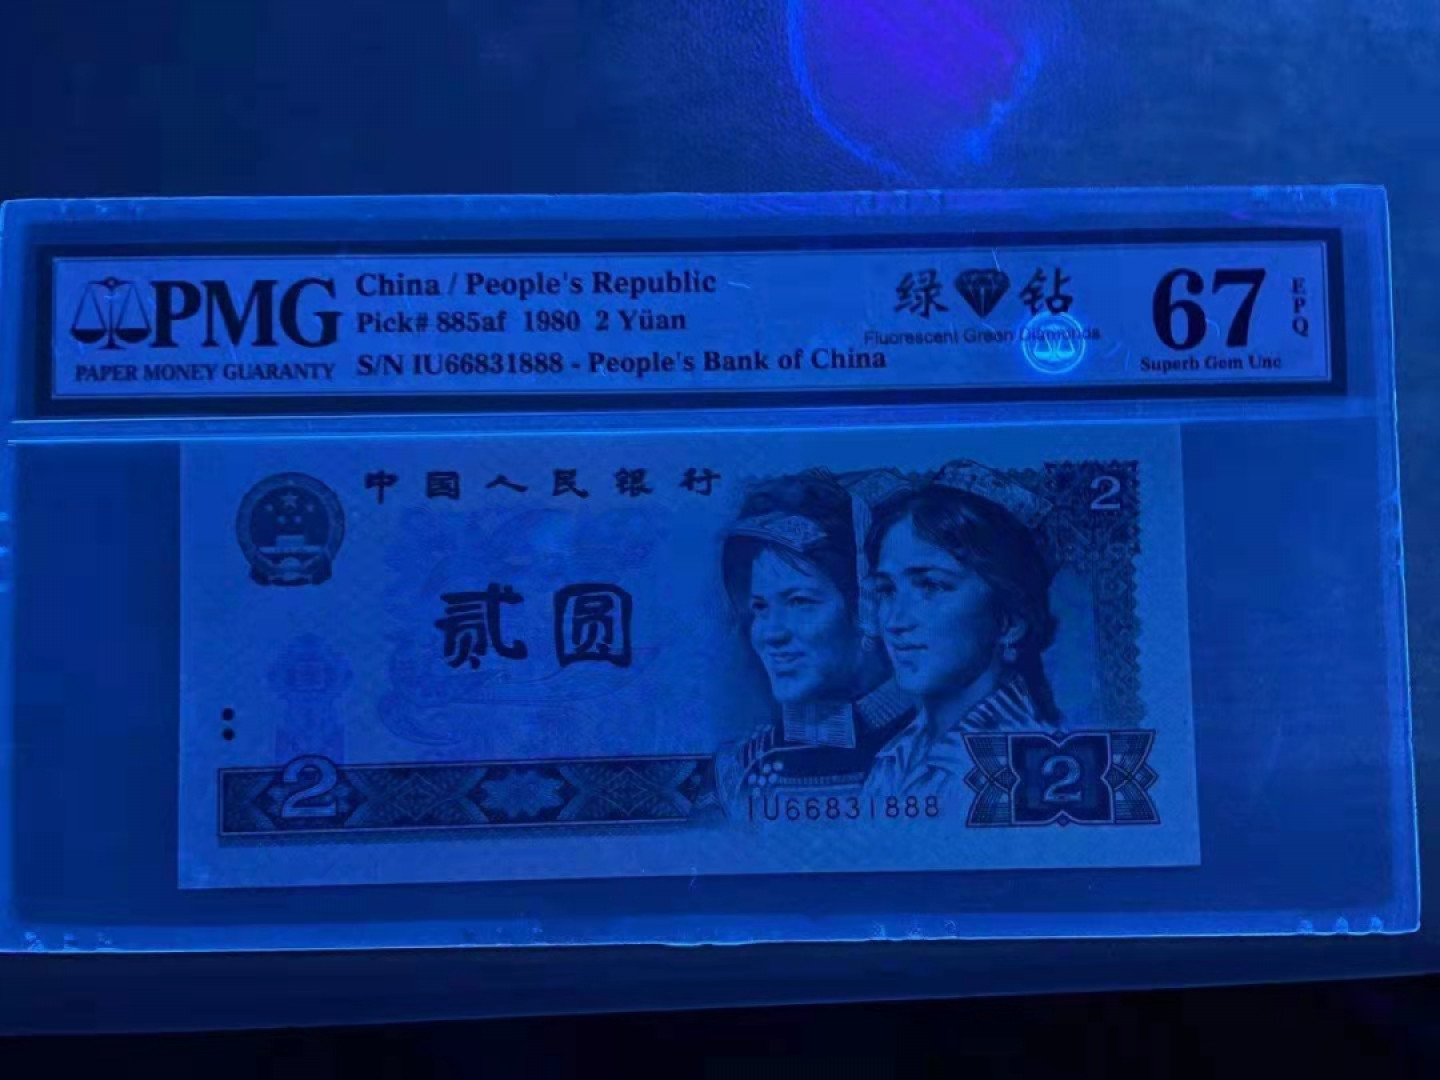 PMG
PAPER MONEY GUARANTY
China / People's Republic
Pick# 885af 1980 2 Yüan
S/N IU66831888 - People's Bank of China
绿 钻
Fluorescent Green Diamonds
67
EPQ
Superb Gem Unc
中国人民银行
2
贰圆
2
2
IU66831888